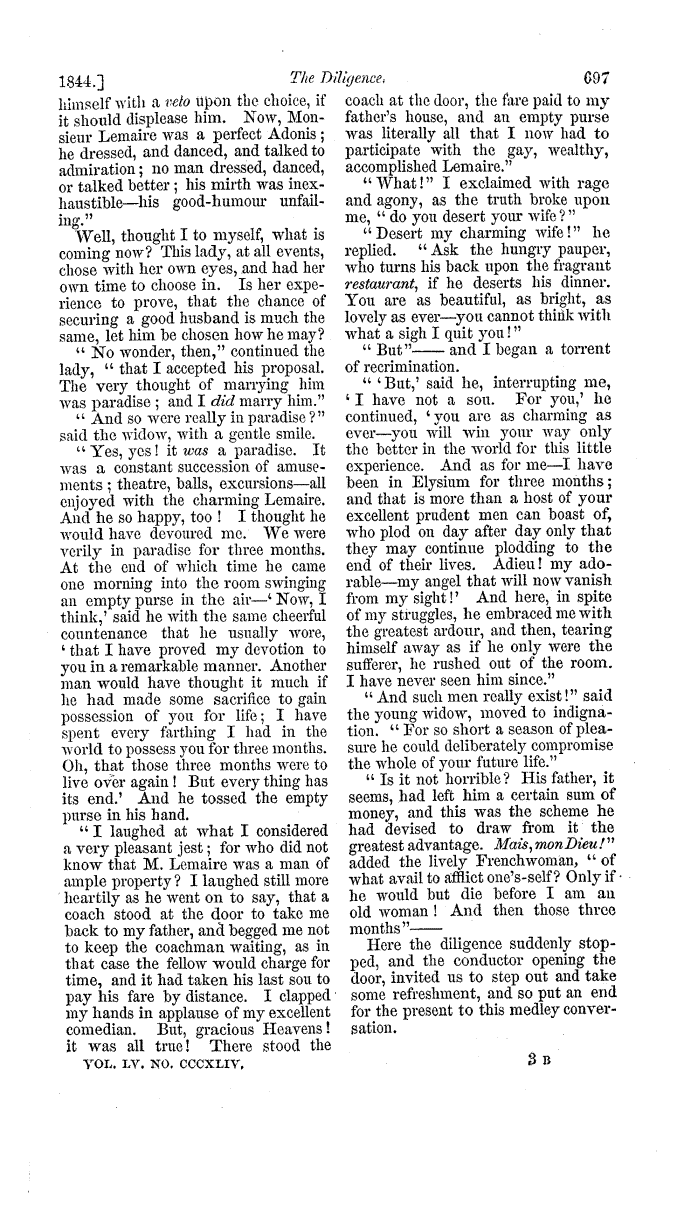 1844.] The Diligence. 697
himself with a veto upon the choice, if
it should displease him. Now, Mon-
sieur Lemaire was a perfect Adonis;
he dressed, and danced, and talked to
admiration; no man dressed, danced,
or talked better; his mirth was inex-
haustible—his good-humour unfail-
ing."
Well, thought I to myself, what is
coming now? This lady, at all events,
chose with her own eyes, and had her
own time to choose in. Is her expe-
rience to prove, that the chance of
securing a good husband is much the
same, let him be chosen how he may?
"No wonder, then," continued the
lady, "that I accepted his proposal.
The very thought of marrying him
was paradise; and I did marry him."
"And so were really in paradise?"
said the widow, with a gentle smile.
"Yes, yes! it was a paradise. It
was a constant succession of amuse-
ments; theatre, balls, excursions—all
enjoyed with the charming Lemaire.
And he so happy, too! I thought he
would have devoured me. We were
verily in paradise for three months.
At the end of which time he came
one morning into the room swinging
an empty purse in the air—'Now, I
think,' said he with the same cheerful
countenance that he usually wore,
'that I have proved my devotion to
you in a remarkable manner. Another
man would have thought it much if
he had made some sacrifice to gain
possession of you for life; I have
spent every farthing I had in the
world to possess you for three months.
Oh, that those three months were to
live over again! But every thing has
its end.' And he tossed the empty
purse in his hand.
"I laughed at what I considered
a very pleasant jest; for who did not
know that M. Lemaire was a man of
ample property? I laughed still more
heartily as he went on to say, that a
coach stood at the door to take me
back to my father, and begged me not
to keep the coachman waiting, as in
that case the fellow would charge for
time, and it had taken his last sou to
pay his fare by distance. I clapped
my hands in applause of my excellent
comedian. But, gracious Heavens!
it was all true! There stood the
VOL. LV. NO. CCCXLIV.
coach at the door, the fare paid to my
father's house, and an empty purse
was literally all that I now had to
participate with the gay, wealthy,
accomplished Lemaire."
"What!" I exclaimed with rage
and agony, as the truth broke upon
me, "do you desert your wife?"
"Desert my charming wife!" he
replied. "Ask the hungry pauper,
who turns his back upon the fragrant
restaurant, if he deserts his dinner.
You are as beautiful, as bright, as
lovely as ever—you cannot think with
what a sigh I quit you!"
"But"—— and I began a torrent
of recrimination.
"'But,' said he, interrupting me,
'I have not a sou. For you,' he
continued, 'you are as charming as
ever—you will win your way only
the better in the world for this little
experience. And as for me—I have
been in Elysium for three months;
and that is more than a host of your
excellent prudent men can boast of,
who plod on day after day only that
they may continue plodding to the
end of their lives. Adieu! my ado-
rable—my angel that will now vanish
from my sight!' And here, in spite
of my struggles, he embraced me with
the greatest ardour, and then, tearing
himself away as if he only were the
sufferer, he rushed out of the room.
I have never seen him since."
"And such men really exist!" said
the young widow, moved to indigna-
tion. "For so short a season of plea-
sure he could deliberately compromise
the whole of your future life."
"Is it not horrible? His father, it
seems, had left him a certain sum of
money, and this was the scheme he
had devised to draw from it the
greatest advantage. Mais, mon Dieu!"
added the lively Frenchwoman, "of
what avail to afflict one's-self? Only if
he would but die before I am an
old woman! And then those three
months"——
Here the diligence suddenly stop-
ped, and the conductor opening the
door, invited us to step out and take
some refreshment, and so put an end
for the present to this medley conver-
sation.
3 B